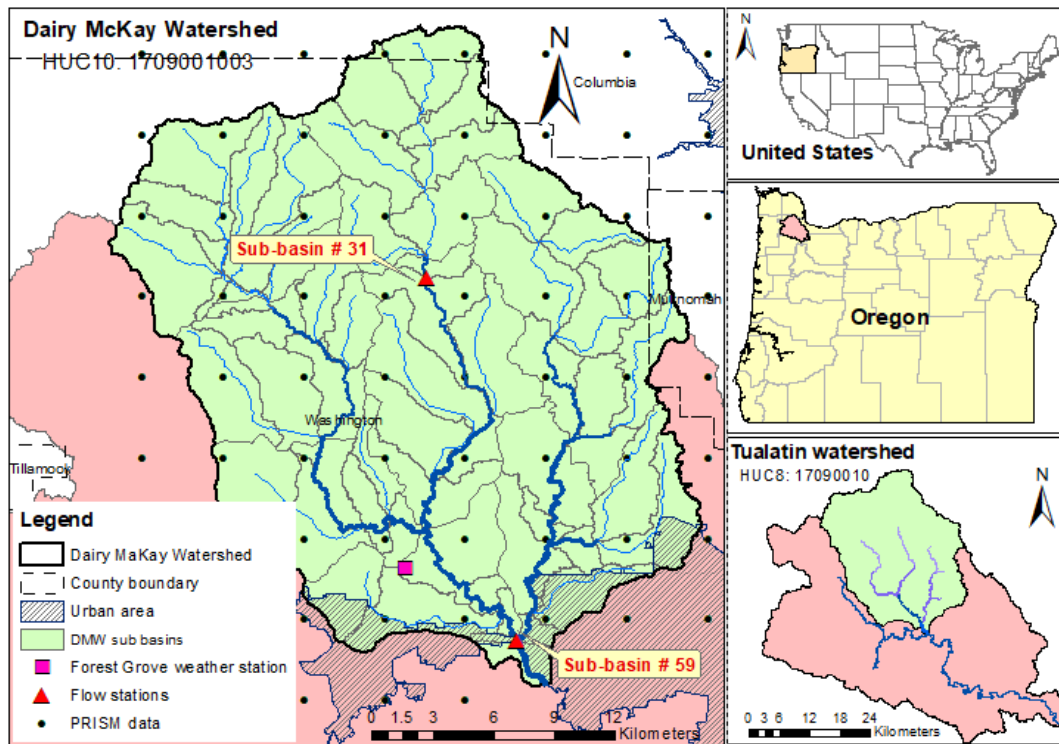 Dairy McKay Watershed
HUC10: 1709001003
N
Columbia
Sub-basin # 31
Multnomah
Washington
Tillamook
Legend
Dairy MaKay Watershed
County boundary
Urban area
DMW sub basins
Forest Grove weather station
Flow stations
PRISM data
Sub-basin # 59
0 1.5 3 6 9 12
Kilometers
N
United States
Oregon
Tualatin watershed
HUC8: 17090010
N
0 3 6 12 18 24
Kilometers